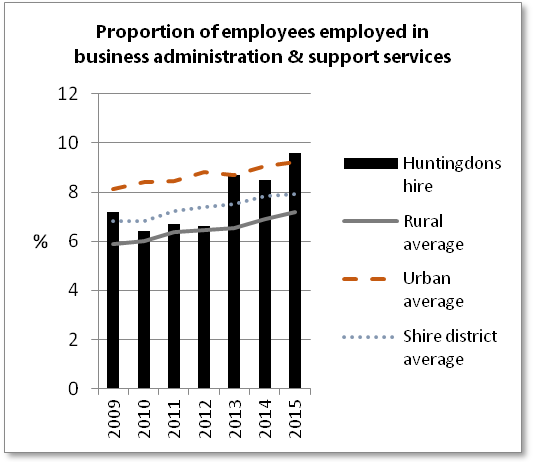 Proportion of employees employed in
business administration & support services
12
10
8
6
4
2
0
%
2009
2010
2011
2012
2013
2014
2015
Huntingdons
hire
Rural
average
Urban
average
Shire district
average